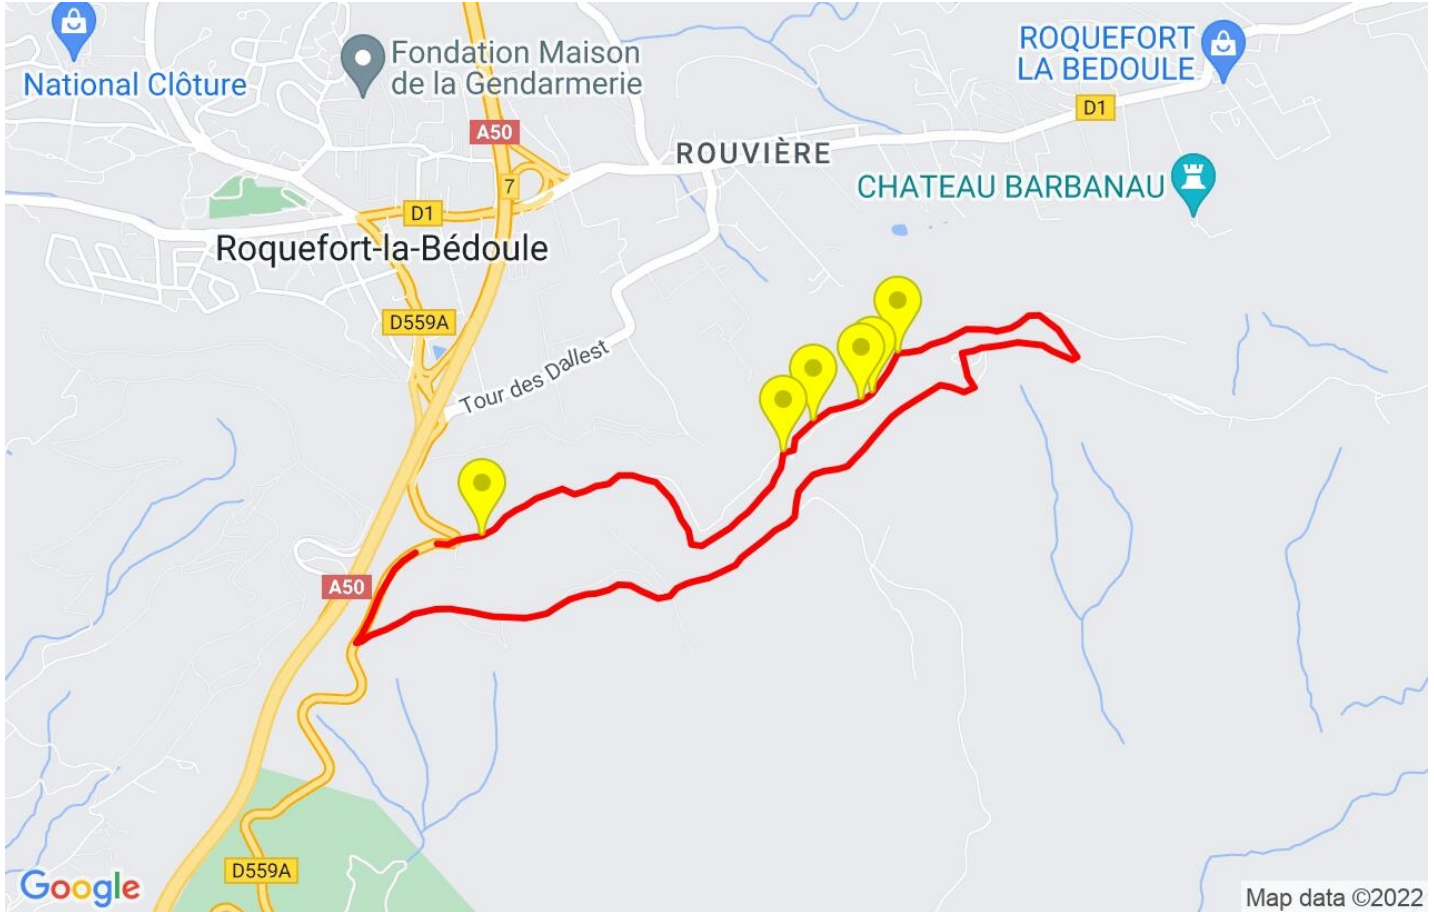 National Clôture
Fondation Maison
de la Gendarmerie
ROQUEFORT
LA BEDOULE
D1
A50
ROUVIÈRE
7
CHATEAU BARBANAU
D1
Roquefort-la-Bédoule
D559A
Tour des Dallest
A50
D559A
Google
Map data ©2022